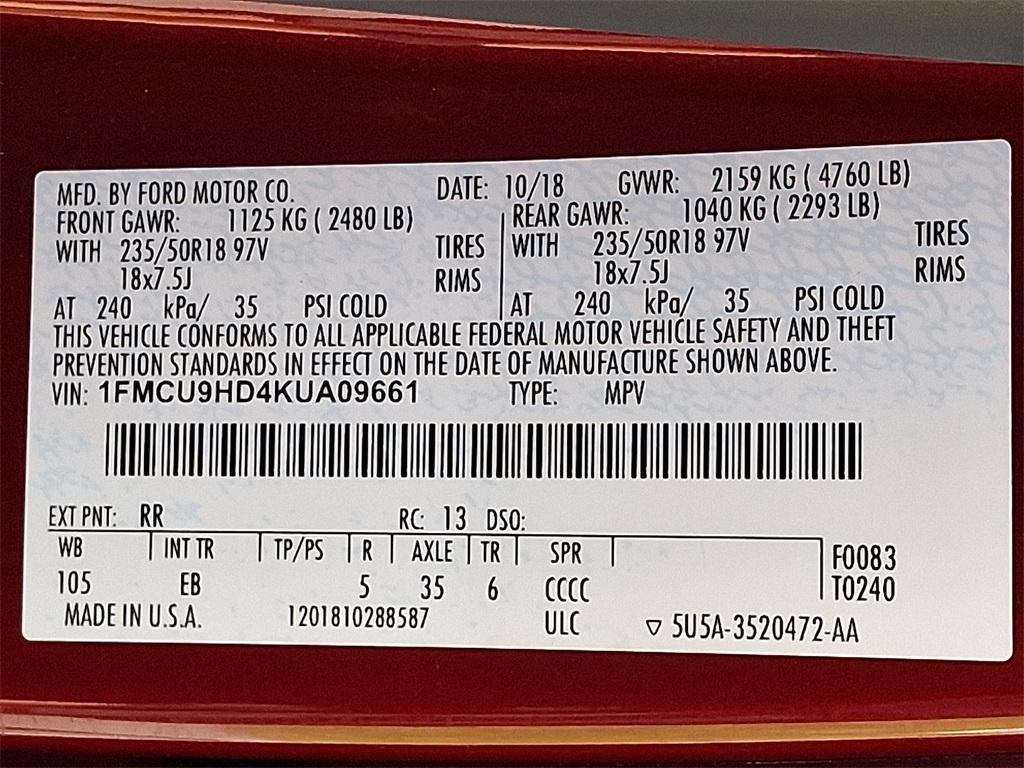 MFD. BY FORD MOTOR CO. DATE: 10/18 GVWR: 2159 KG ( 4760 LB)
FRONT GAWR: 1125 KG ( 2480 LB) REAR GAWR: 1040 KG ( 2293 LB)
WITH 235/50R18 97V TIRES WITH 235/50R18 97V TIRES
18x7.5J RIMS 18x7.5J RIMS
AT 240 kPa/ 35 PSI COLD AT 240 kPa/ 35 PSI COLD
THIS VEHICLE CONFORMS TO ALL APPLICABLE FEDERAL MOTOR VEHICLE SAFETY AND THEFT
PREVENTION STANDARDS IN EFFECT ON THE DATE OF MANUFACTURE SHOWN ABOVE.
VIN: 1FMCU9HD4KUA09661 TYPE: MPV
EXT PNT: RR RC: 13 DSO:
WB INT TR TP/PS R AXLE TR SPR F0083
105 EB 5 35 6 CCCC T0240
MADE IN U.S.A. 1201810288587 ULC ▽ 5U5A-3520472-AA